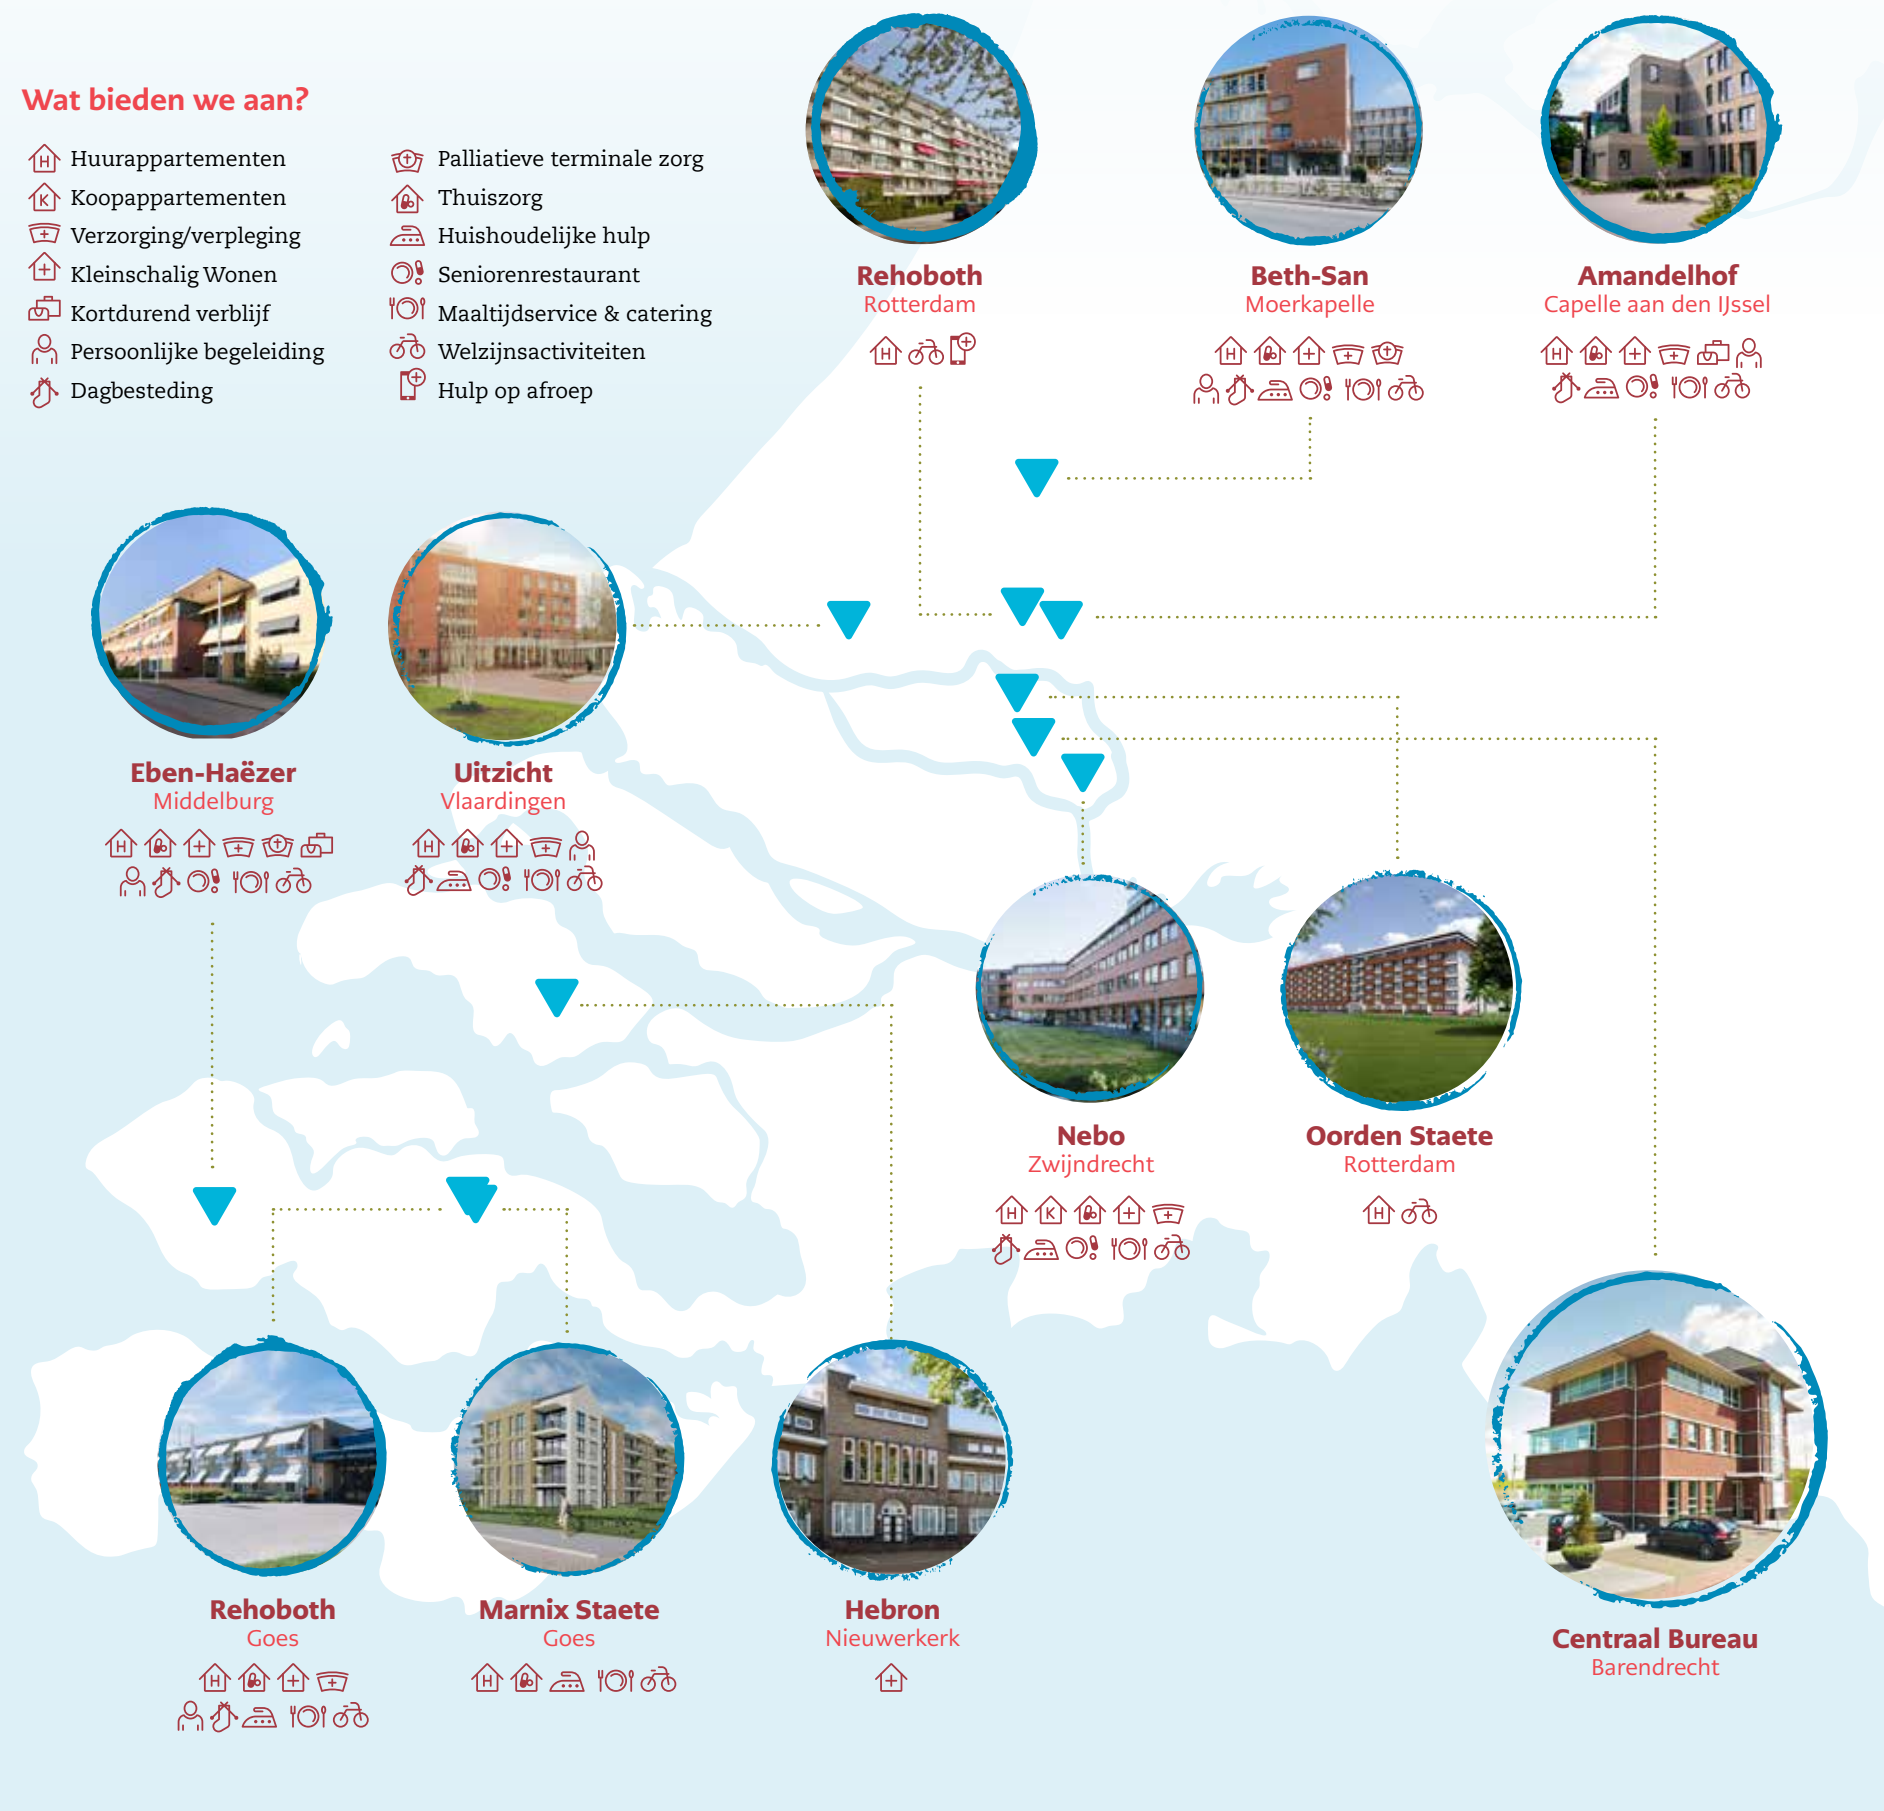 Wat bieden we aan?
Huurappartementen
Koopappartementen
Verzorging/verpleging
Kleinschalig Wonen
Kortdurend verblijf
Persoonlijke begeleiding
Dagbesteding
Palliatieve terminale zorg
Thuiszorg
Huishoudelijke hulp
Seniorenrestaurant
Maaltijdservice & catering
Welzijnsactiviteiten
Hulp op afroep
Rehoboth
Rotterdam
Beth-San
Moerkapelle
Amandelhof
Capelle aan den IJssel
Eben-Haëzer
Middelburg
Uitzicht
Vlaardingen
Nebo
Zwijndrecht
Oorden Staete
Rotterdam
Rehoboth
Goes
Marnix Staete
Goes
Hebron
Nieuwerkerk
Centraal Bureau
Barendrecht